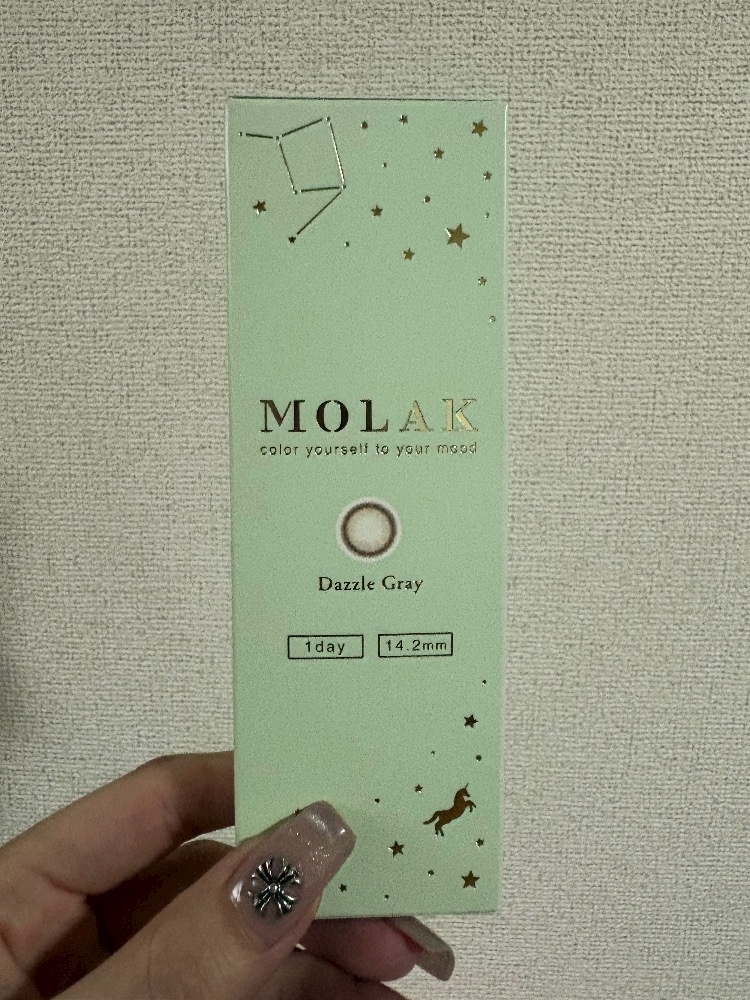 MOLAK
color yourself to your mood
Dazzle Gray
1day 14.2mm